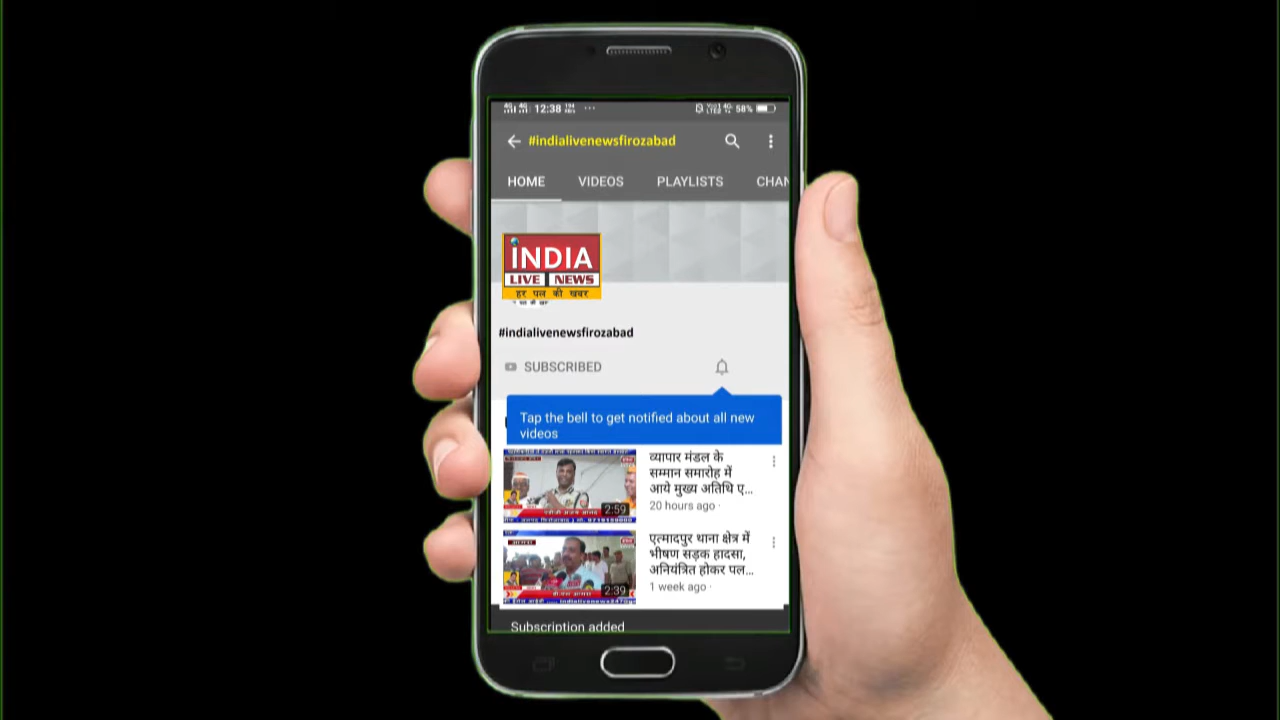 12:38
58%
#indialivenewsfirozabad
HOME VIDEOS PLAYLISTS CHAN
INDIA
LIVE NEWS
हर पल की खबर
#indialivenewsfirozabad
SUBSCRIBED
Tap the bell to get notified about all new
videos
व्यापार मंडल के
सम्मान समारोह में
आये मुख्य अतिथि ए...
20 hours ago ·
2:59
एत्मादपुर थाना क्षेत्र में
भीषण सड़क हादसा,
अनियंत्रित होकर पल...
1 week ago ·
2:39
Subscription added